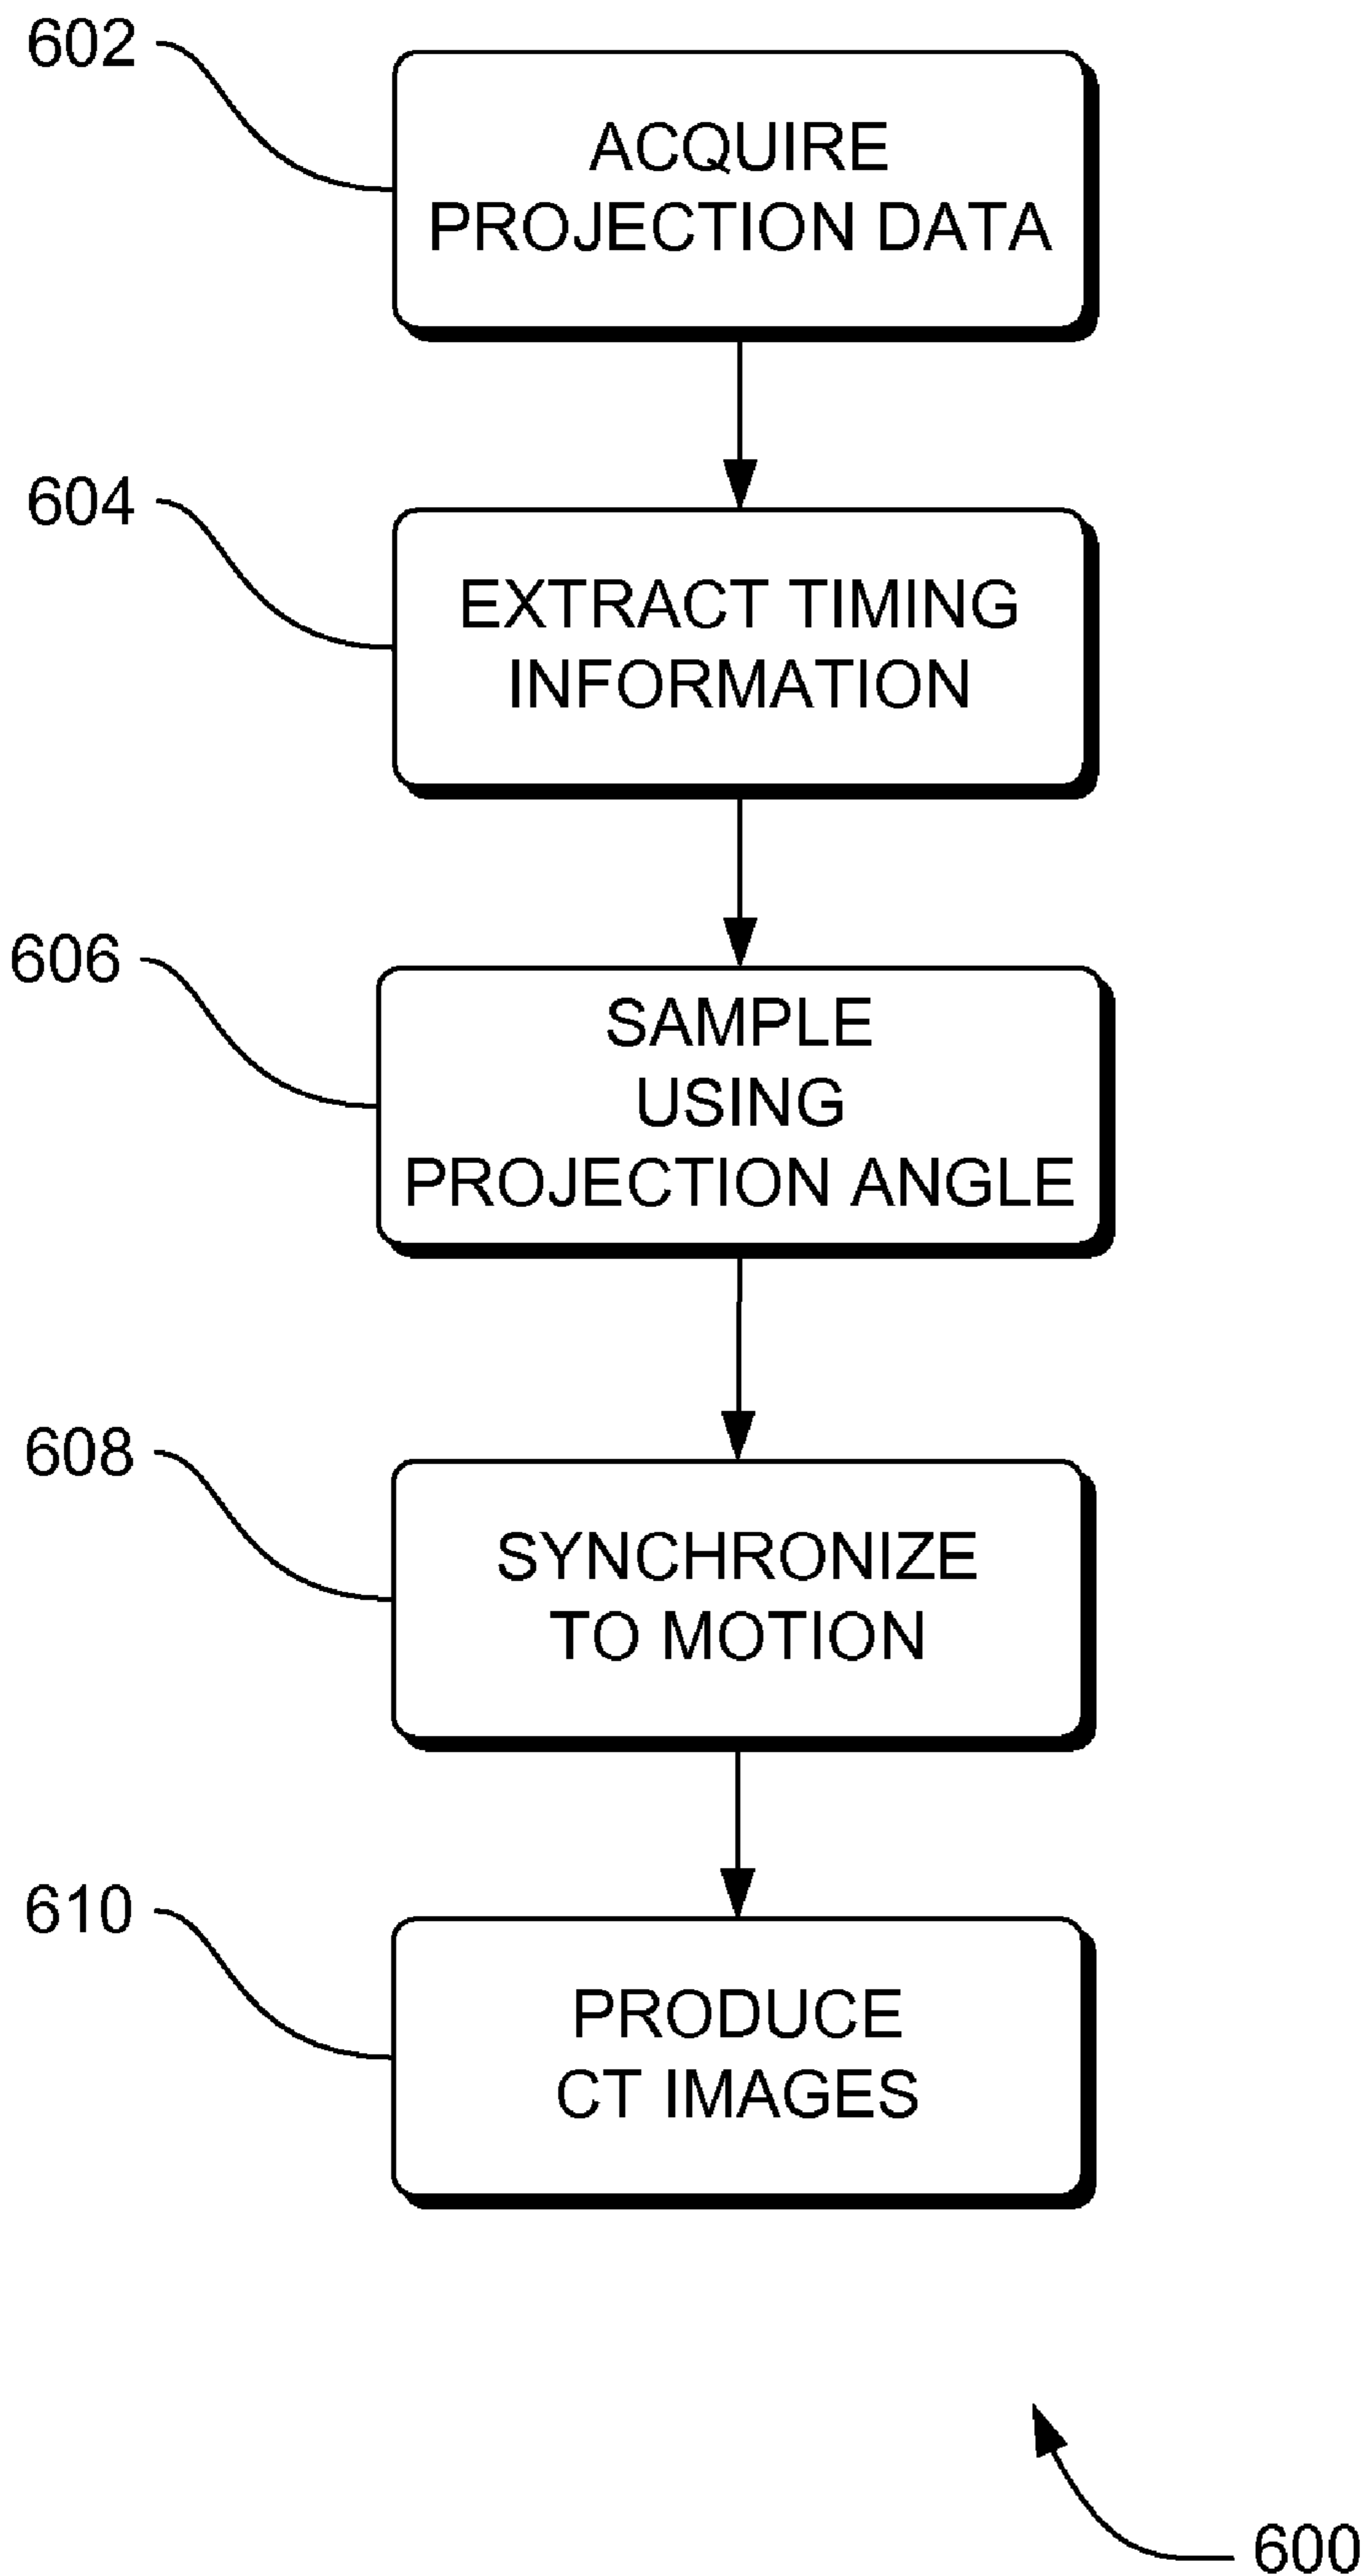 602
ACQUIRE
PROJECTION DATA
604
EXTRACT TIMING
INFORMATION
606
SAMPLE
USING
PROJECTION ANGLE
608
SYNCHRONIZE
TO MOTION
610
PRODUCE
CT IMAGES
600